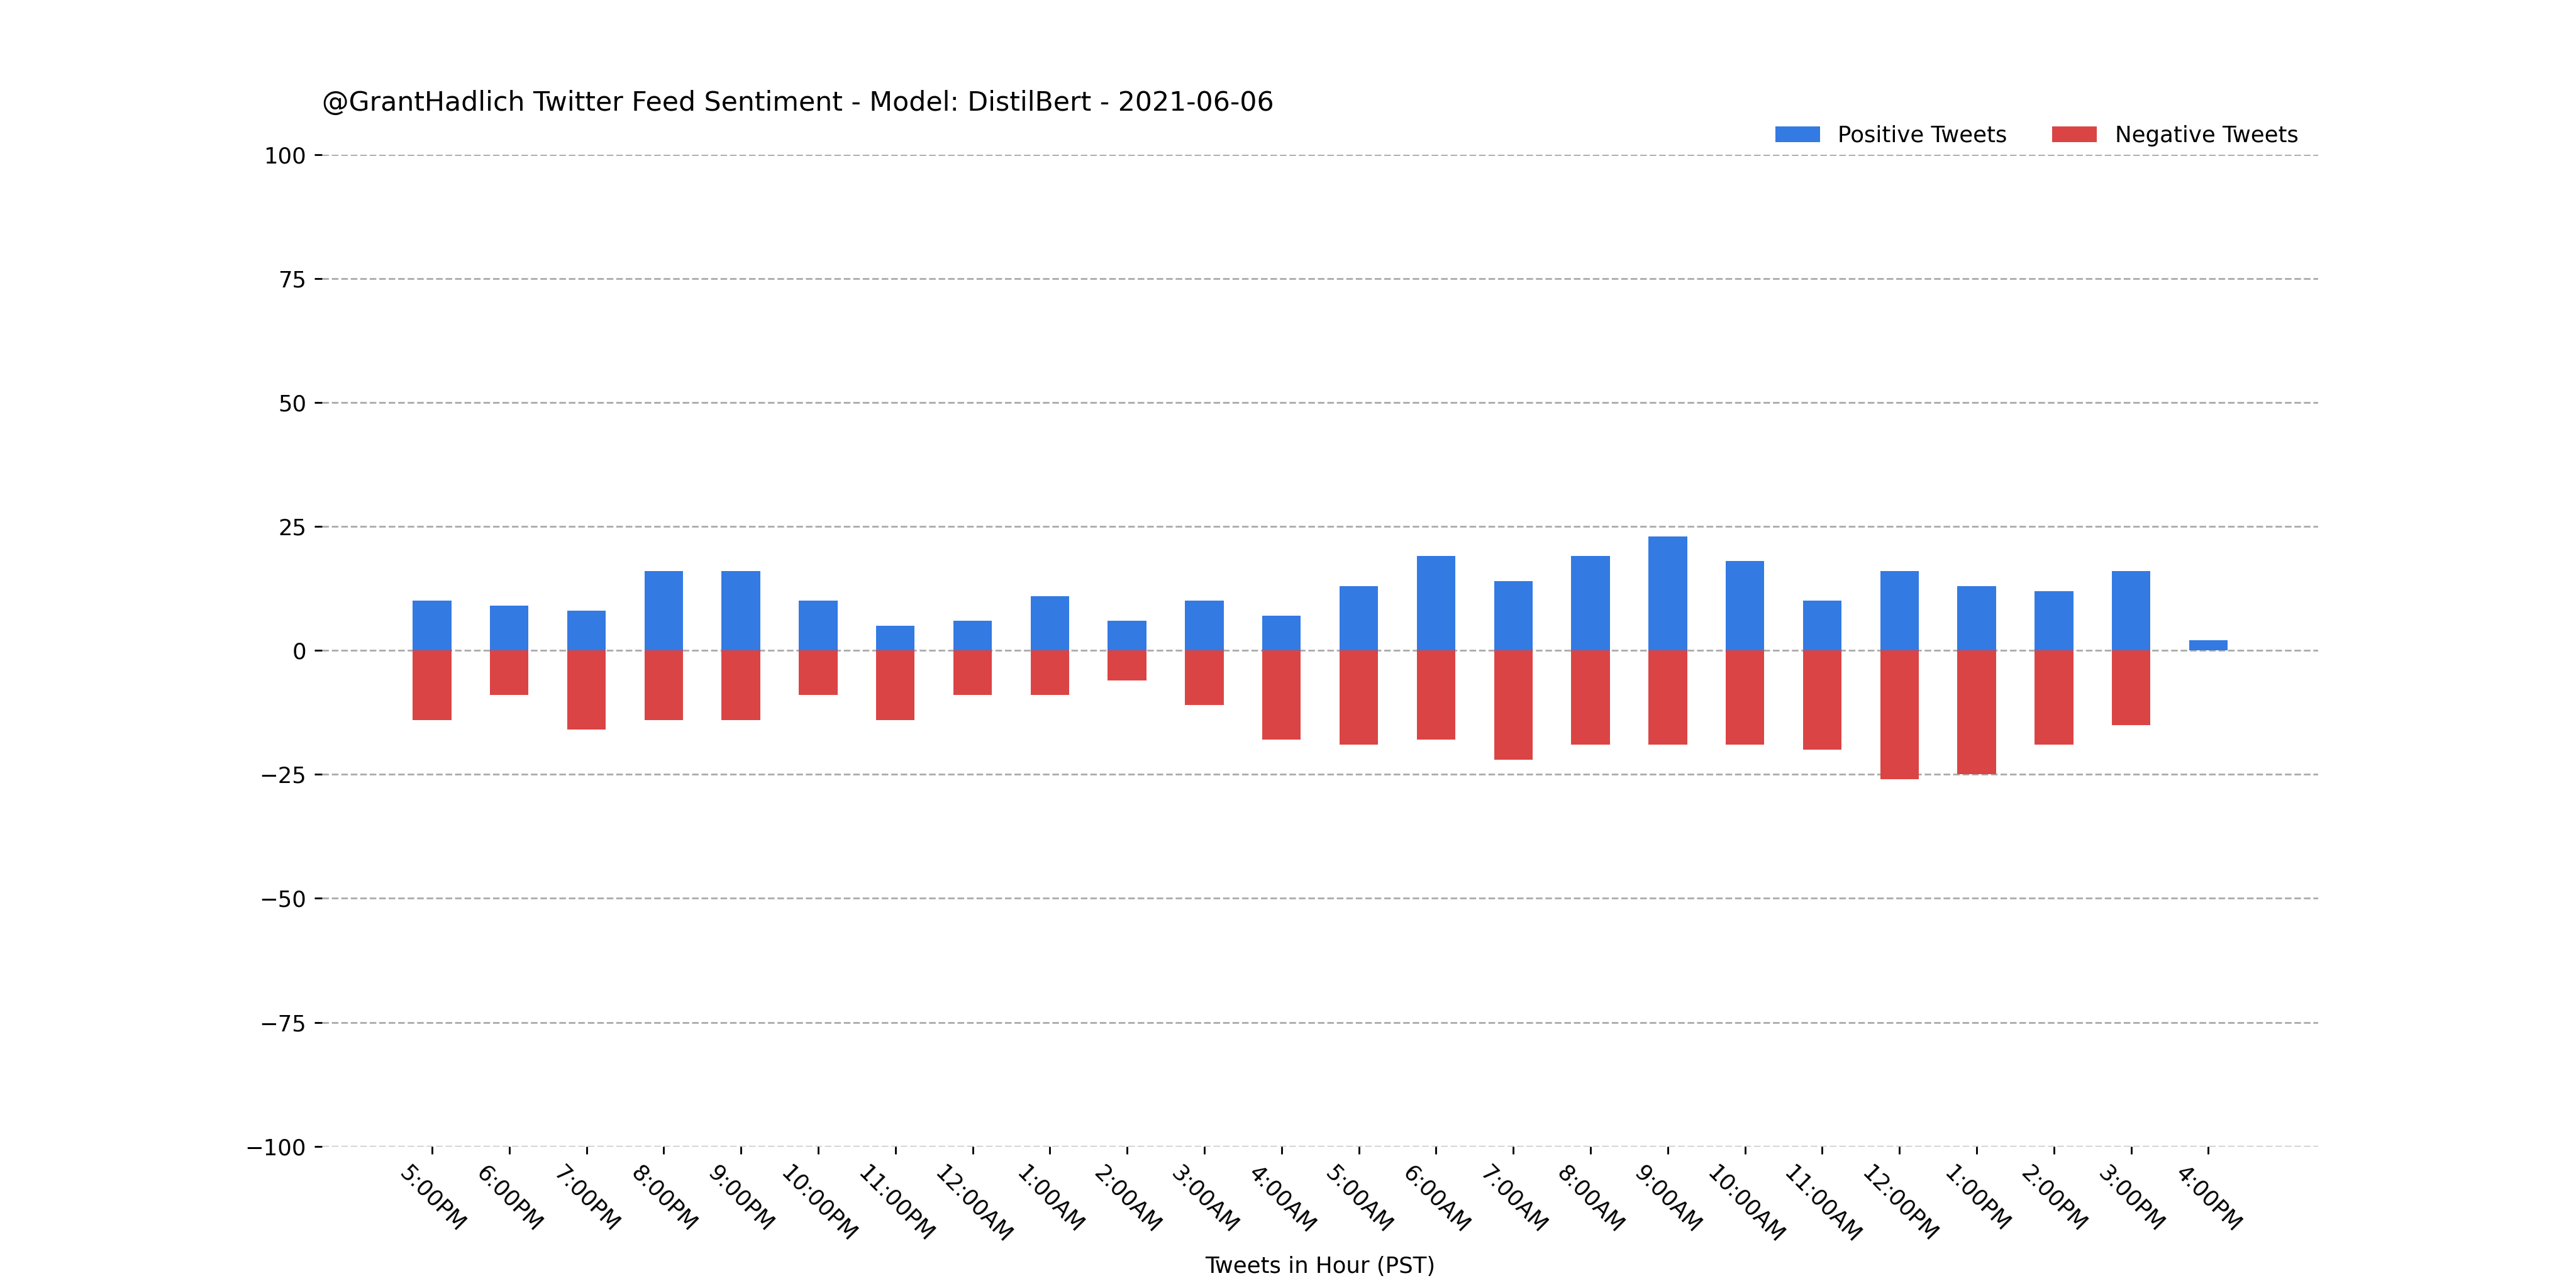 @GrantHadlich Twitter Feed Sentiment - Model: DistilBert - 2021-06-06
Positive Tweets
Negative Tweets
100
75
50
25
0
−25
−50
−75
−100
5:00PM
6:00PM
7:00PM
8:00PM
9:00PM
10:00PM
11:00PM
12:00AM
1:00AM
2:00AM
3:00AM
4:00AM
5:00AM
6:00AM
7:00AM
8:00AM
9:00AM
10:00AM
11:00AM
12:00PM
1:00PM
2:00PM
3:00PM
4:00PM
Tweets in Hour (PST)